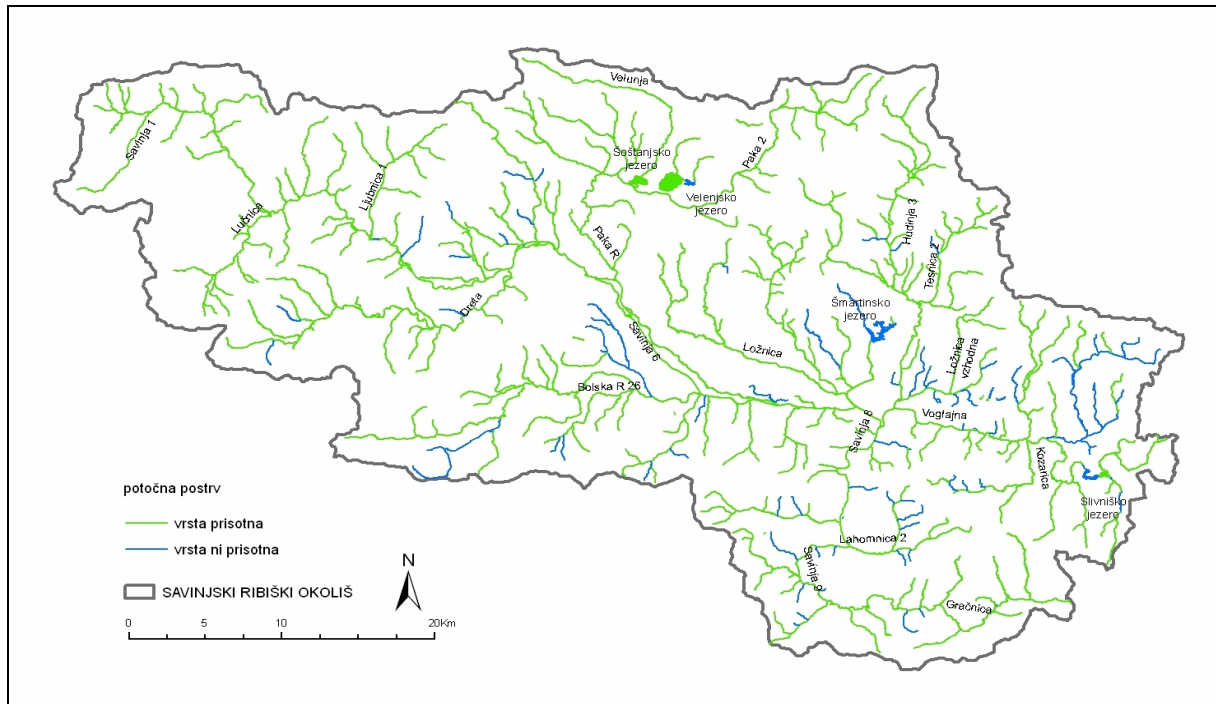 Velunja
Savinja 1
Šoštanjsko
jezero
Paka 2
Velenjsko
jezero
Ljubnica 1
Lučnica
Hudinja 3
Paka R
Tesnica 2
Dreta
Šmartinsko
jezero
Savinja 6
Ložnica
Ložnica
vzhodna
Bolska R 26
Voglajna
Savinja 8
Kozarica
Slivniško
jezero
Lahomnica 2
Savinja 9
Gračnica
potočna postrv
vrsta prisotna
vrsta ni prisotna
SAVINJSKI RIBIŠKI OKOLIŠ
N
0 5 10 20Km